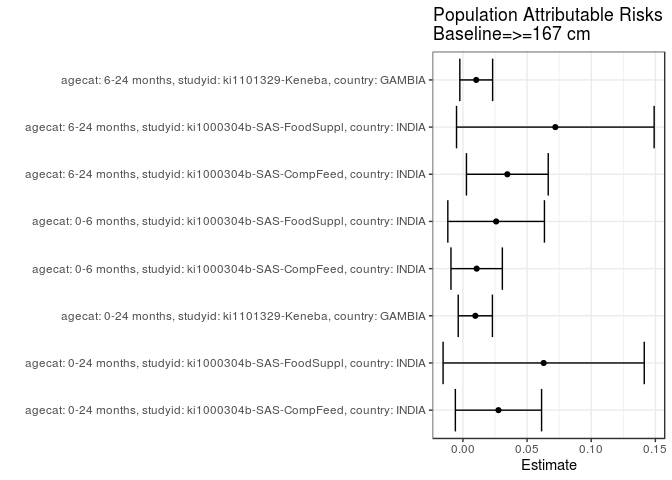 Population Attributable Risks
Baseline=>=167 cm
agecat: 6-24 months, studyid: ki1101329-Keneba, country: GAMBIA
agecat: 6-24 months, studyid: ki1000304b-SAS-FoodSuppl, country: INDIA
agecat: 6-24 months, studyid: ki1000304b-SAS-CompFeed, country: INDIA
agecat: 0-6 months, studyid: ki1000304b-SAS-FoodSuppl, country: INDIA
agecat: 0-6 months, studyid: ki1000304b-SAS-CompFeed, country: INDIA
agecat: 0-24 months, studyid: ki1101329-Keneba, country: GAMBIA
agecat: 0-24 months, studyid: ki1000304b-SAS-FoodSuppl, country: INDIA
agecat: 0-24 months, studyid: ki1000304b-SAS-CompFeed, country: INDIA
0.00 0.05 0.10 0.15
Estimate